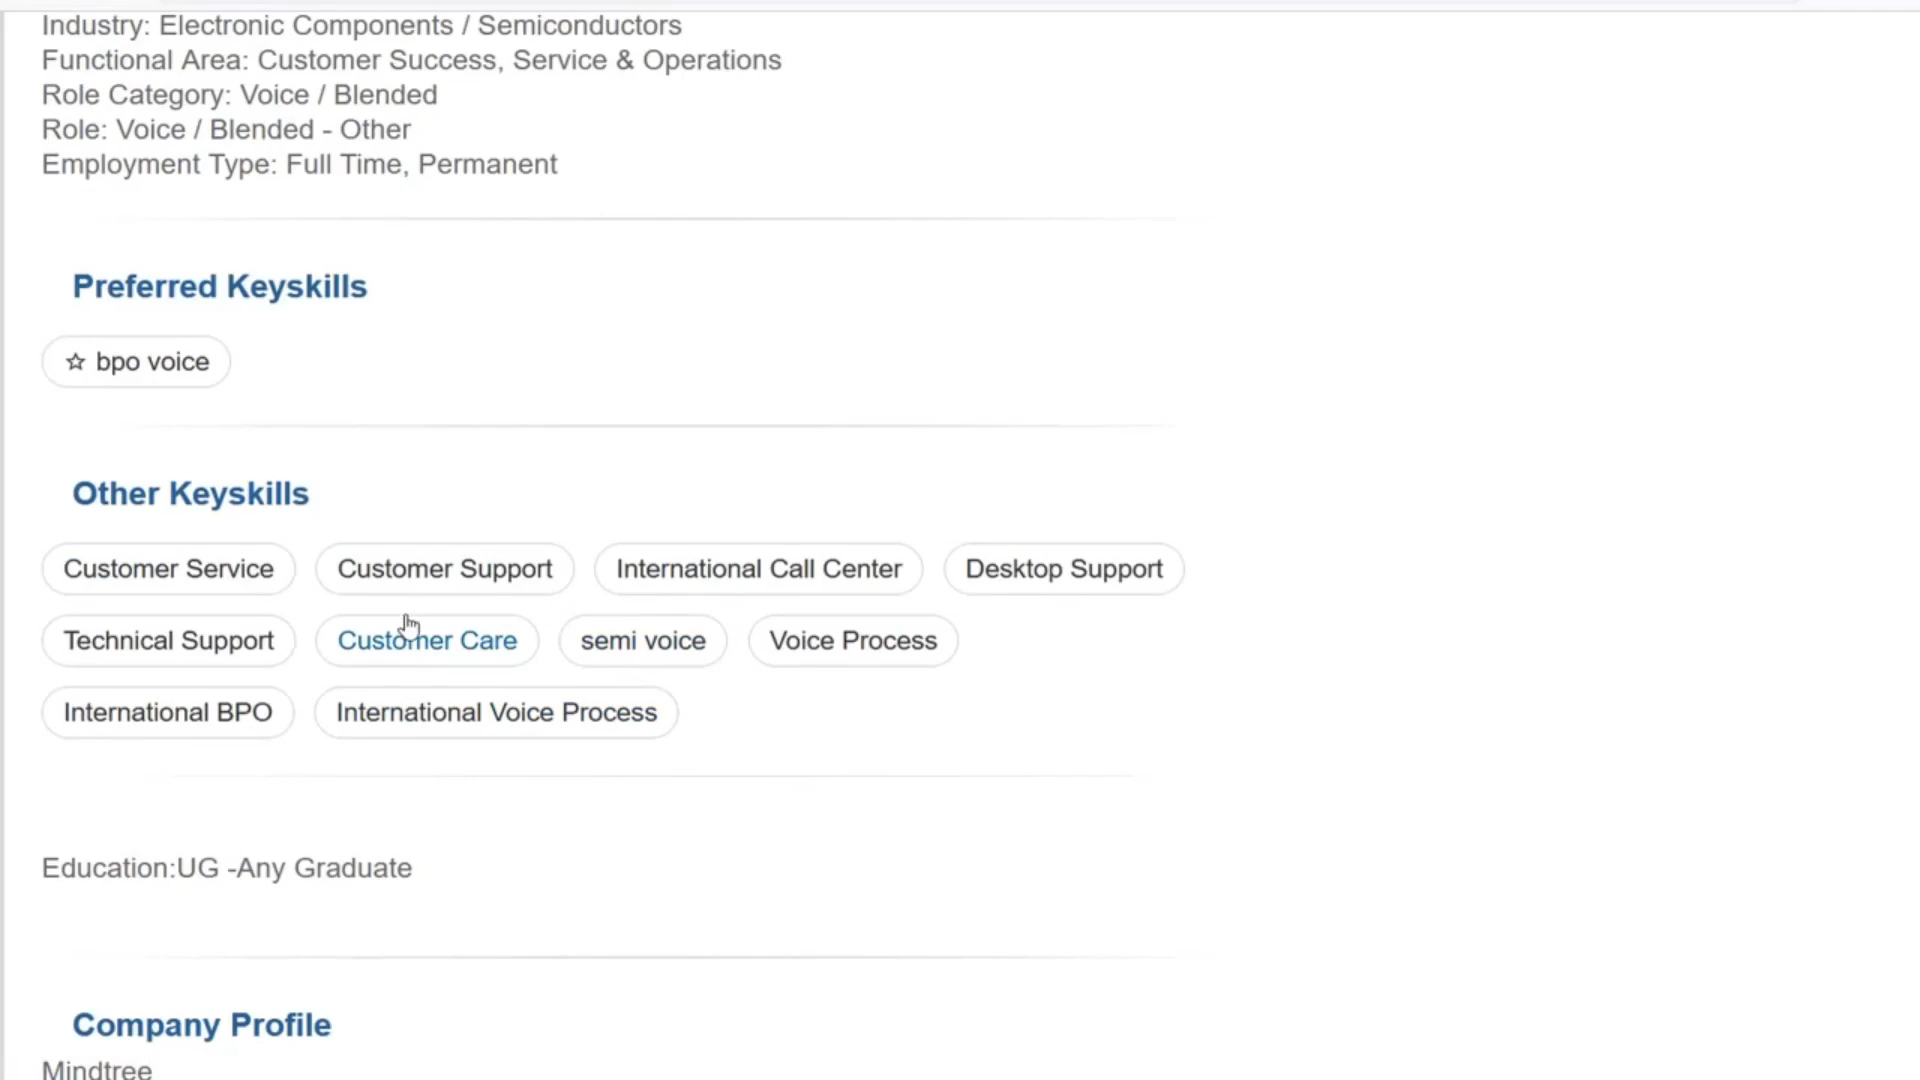 Industry: Electronic Components / Semiconductors
Functional Area: Customer Success, Service & Operations
Role Category: Voice / Blended
Role: Voice / Blended - Other
Employment Type: Full Time, Permanent
Preferred Keyskills
bpo voice
Other Keyskills
Customer Service Customer Support International Call Center Desktop Support
Technical Support Customer Care semi voice Voice Process
International BPO International Voice Process
Education:UG -Any Graduate
Company Profile
Mindtree